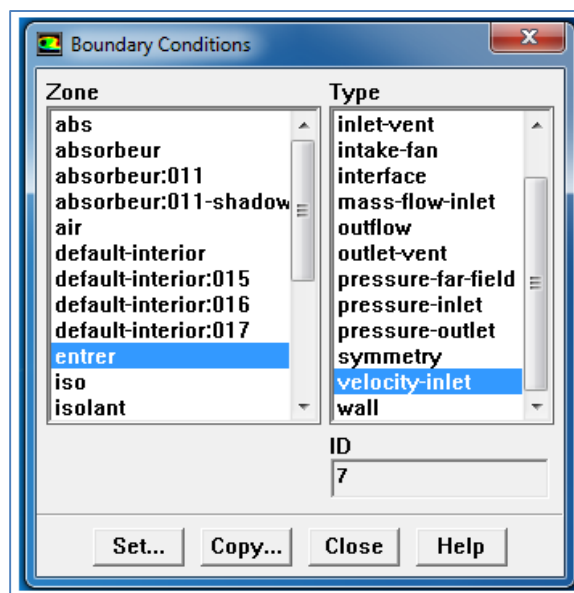 Boundary Conditions
Zone
abs
absorbeur
absorbeur:011
absorbeur:011-shadow
air
default-interior
default-interior:015
default-interior:016
default-interior:017
entrer
iso
isolant
Type
inlet-vent
intake-fan
interface
mass-flow-inlet
outflow
outlet-vent
pressure-far-field
pressure-inlet
pressure-outlet
symmetry
velocity-inlet
wall
ID
7
Set... Copy... Close Help